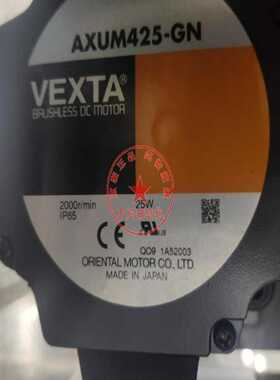 AXUM425-GN
VEXTA®
BRUSHLESS DC MOTOR
2000r/min 25W
IP65
CE
QO9 1A52003
ORIENTAL MOTOR CO., LTD.
MADE IN JAPAN